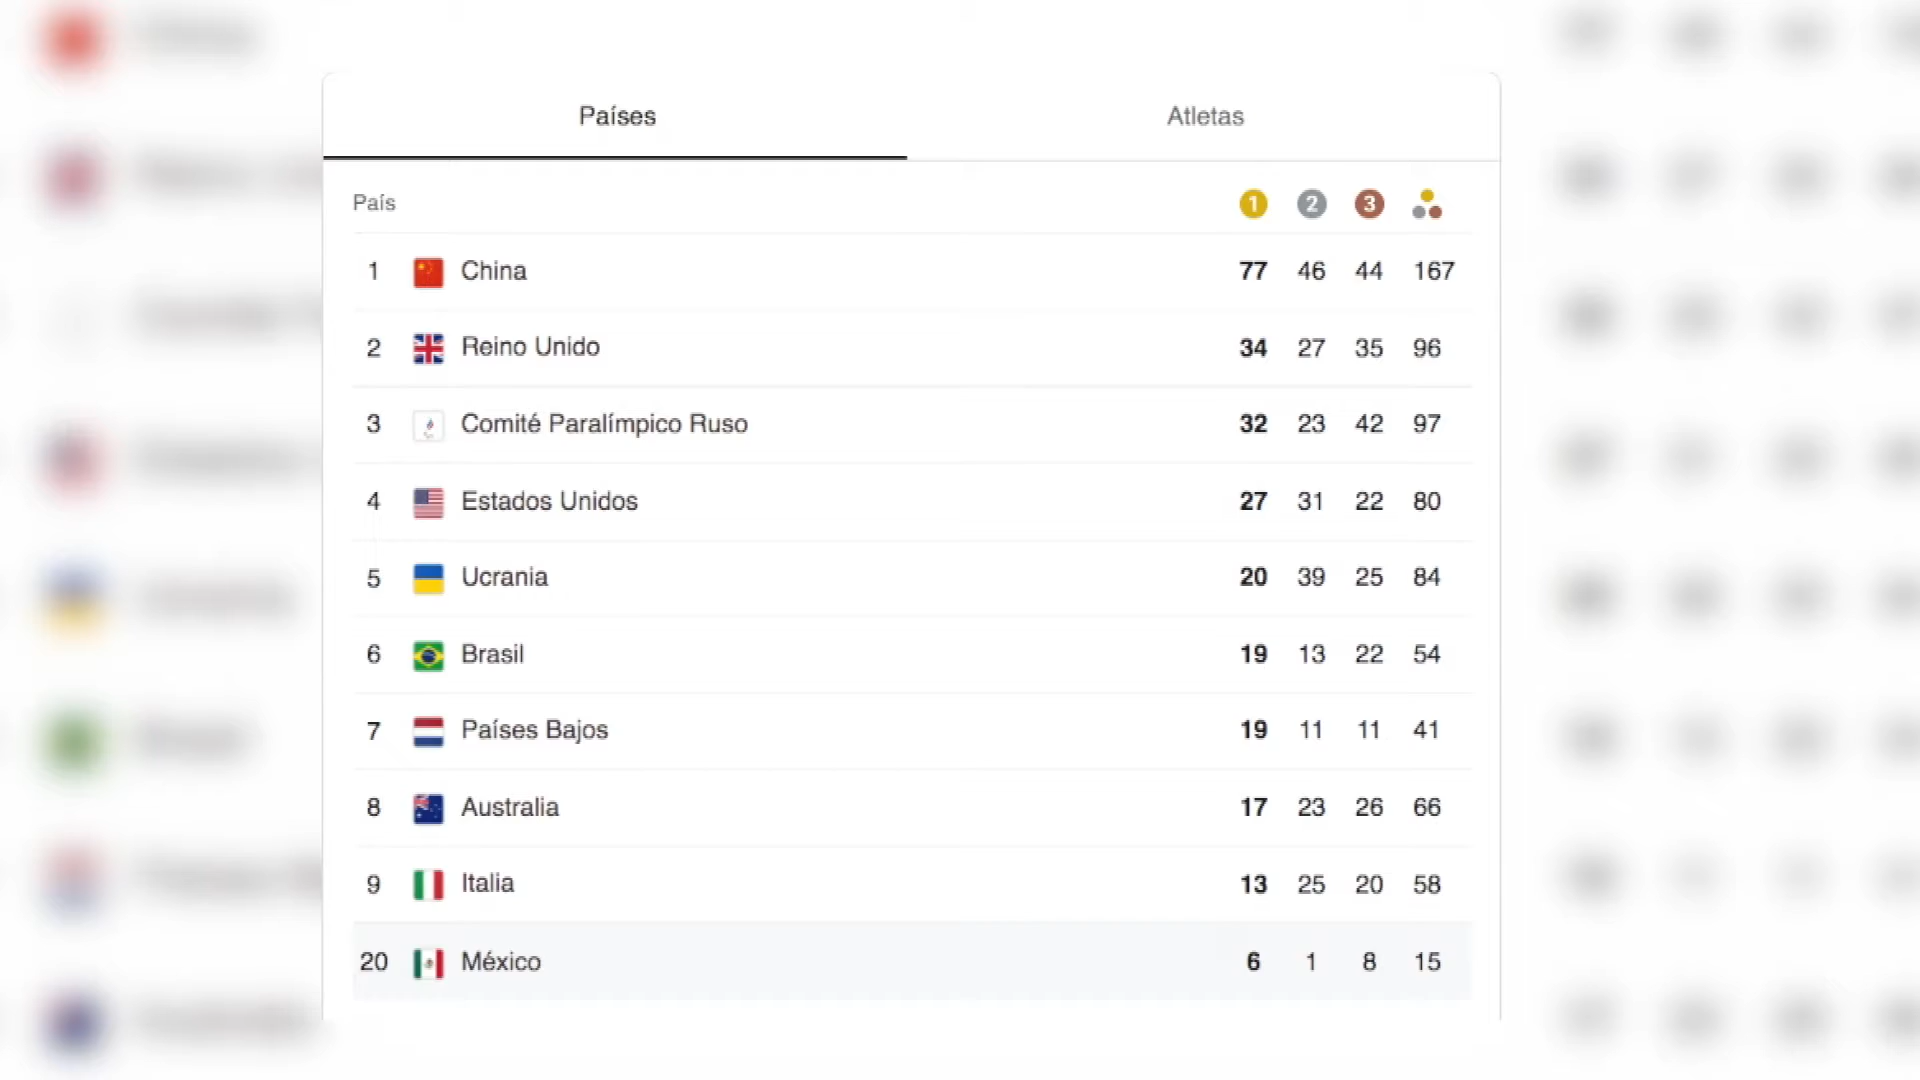 Países Atletas
País 1 2 3
1 China 77 46 44 167
2 Reino Unido 34 27 35 96
3 Comité Paralímpico Ruso 32 23 42 97
4 Estados Unidos 27 31 22 80
5 Ucrania 20 39 25 84
6 Brasil 19 13 22 54
7 Países Bajos 19 11 11 41
8 Australia 17 23 26 66
9 Italia 13 25 20 58
20 México 6 1 8 15